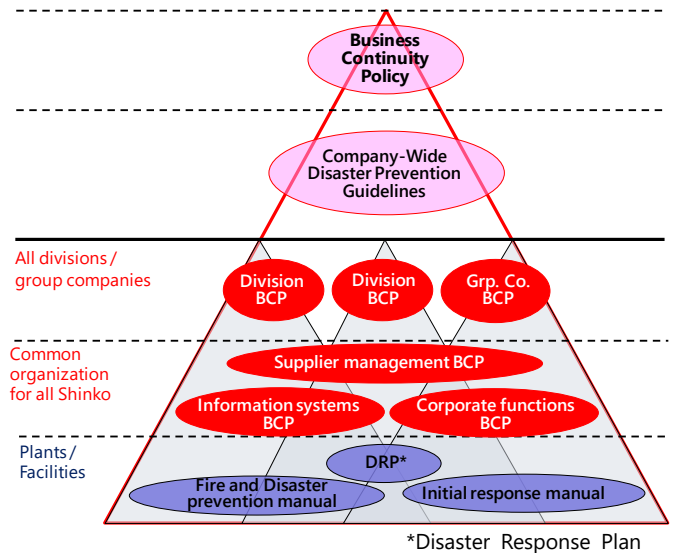 Business
Continuity
Policy
Company-Wide
Disaster Prevention
Guidelines
All divisions /
group companies
Division
BCP
Division
BCP
Grp. Co.
BCP
Common
organization
for all Shinko
Supplier management BCP
Information systems
BCP
Corporate functions
BCP
Plants /
Facilities
DRP*
Fire and Disaster
prevention manual
Initial response manual
*Disaster Response Plan